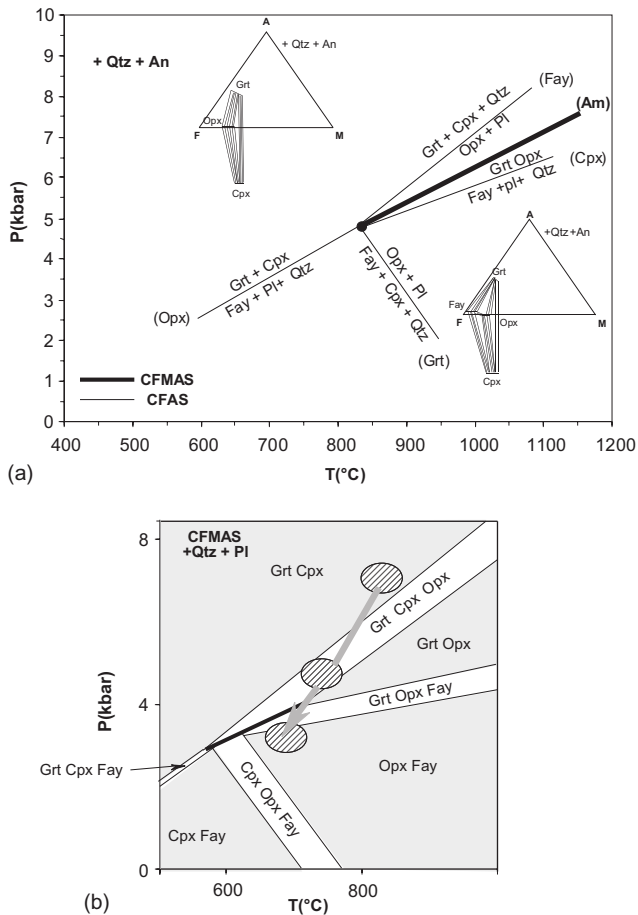 10
9
8
7
6
5
4
3
2
1
0
P(kbar)
+ Qtz + An
A
+ Qtz + An
Grt
Opx
F
M
Cpx
(Fay)
Grt + Cpx + Qtz
Opx + Pl
(Am)
Grt Opx
(Cpx)
Fay +pl+ Qtz
Grt + Cpx
Fay + Pl+ Qtz
(Opx)
Opx + Pl
Fay + Cpx + Qtz
(Grt)
A
+Qtz+An
Grt
Fay
F
Opx
M
Cpx
CFMAS
CFAS
400
600
700
800
900
1000
1100
1200
T(°C)
(a)
CFMAS
+Qtz + Pl
8
4
0
P(kbar)
Grt Cpx
Grt Cpx Opx
Grt Opx
Grt Opx Fay
Grt Cpx Fay
Opx Fay
Cpx Opx Fay
Cpx Fay
600
800
T(°C)
(b)